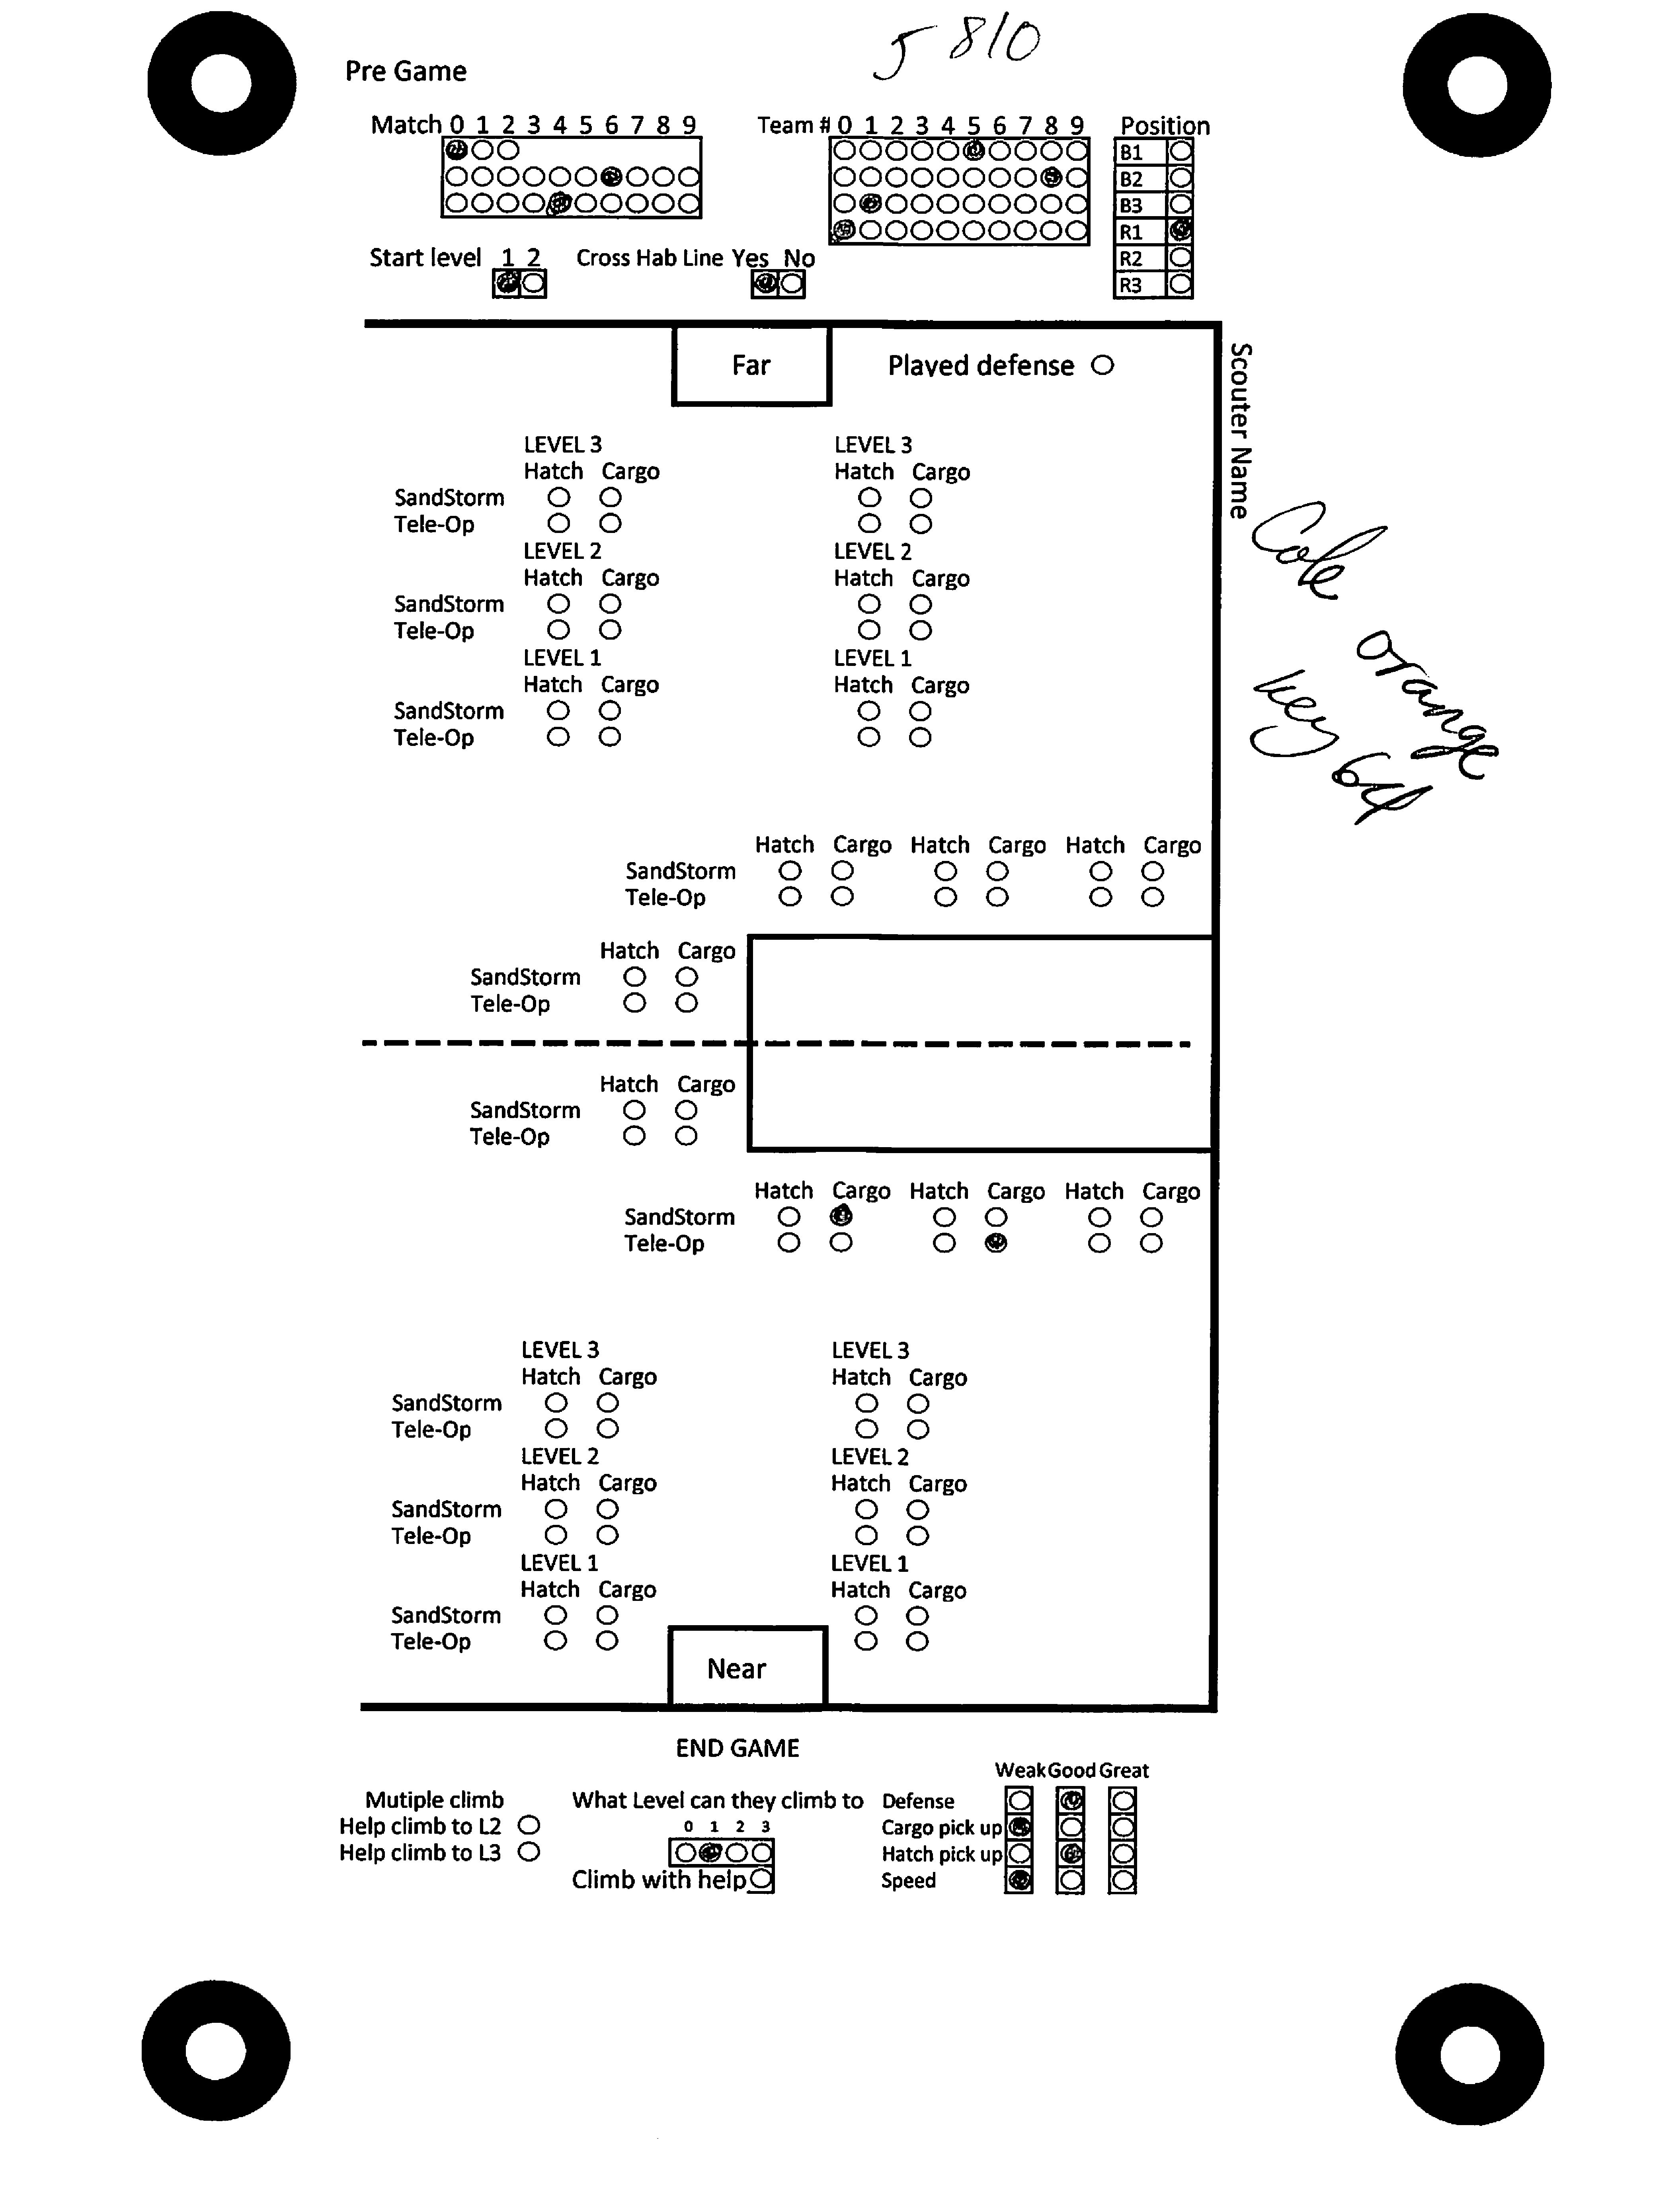 5810
Pre Game
Match 0 1 2 3 4 5 6 7 8 9
Team # 0 1 2 3 4 5 6 7 8 9
Position
B1
B2
B3
R1
R2
R3
Start level 1 2
Cross Hab Line Yes No
Far
Played defense
Scouter Name
Cole
orange
key 64
LEVEL 3 LEVEL 3
Hatch Cargo Hatch Cargo
SandStorm
Tele-Op
LEVEL 2 LEVEL 2
Hatch Cargo Hatch Cargo
SandStorm
Tele-Op
LEVEL 1 LEVEL 1
Hatch Cargo Hatch Cargo
SandStorm
Tele-Op
Hatch Cargo Hatch Cargo Hatch Cargo
SandStorm
Tele-Op
Hatch Cargo
SandStorm
Tele-Op
Hatch Cargo
SandStorm
Tele-Op
Hatch Cargo Hatch Cargo Hatch Cargo
SandStorm
Tele-Op
LEVEL 3 LEVEL 3
Hatch Cargo Hatch Cargo
SandStorm
Tele-Op
LEVEL 2 LEVEL 2
Hatch Cargo Hatch Cargo
SandStorm
Tele-Op
LEVEL 1 LEVEL 1
Hatch Cargo Hatch Cargo
SandStorm
Tele-Op
Near
END GAME
Mutiple climb
Help climb to L2
Help climb to L3
What Level can they climb to
0 1 2 3
Climb with help
Weak Good Great
Defense
Cargo pick up
Hatch pick up
Speed